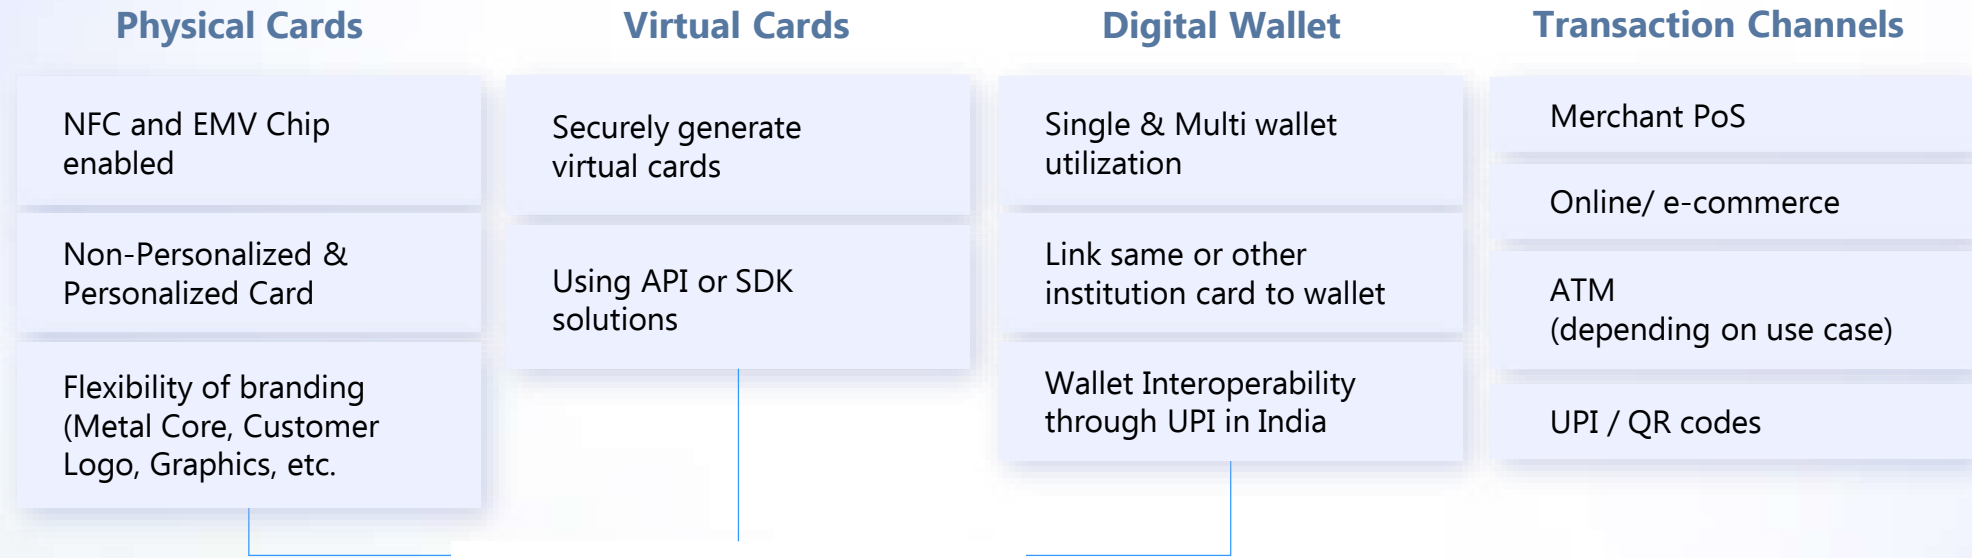 Physical Cards
NFC and EMV Chip
enabled
Non-Personalized &
Personalized Card
Flexibility of branding
(Metal Core, Customer
Logo, Graphics, etc.
Virtual Cards
Securely generate
virtual cards
Using API or SDK
solutions
Digital Wallet
Single & Multi wallet
utilization
Link same or other
institution card to wallet
Wallet Interoperability
through UPI in India
Transaction Channels
Merchant PoS
Online/ e-commerce
ATM
(depending on use case)
UPI / QR codes